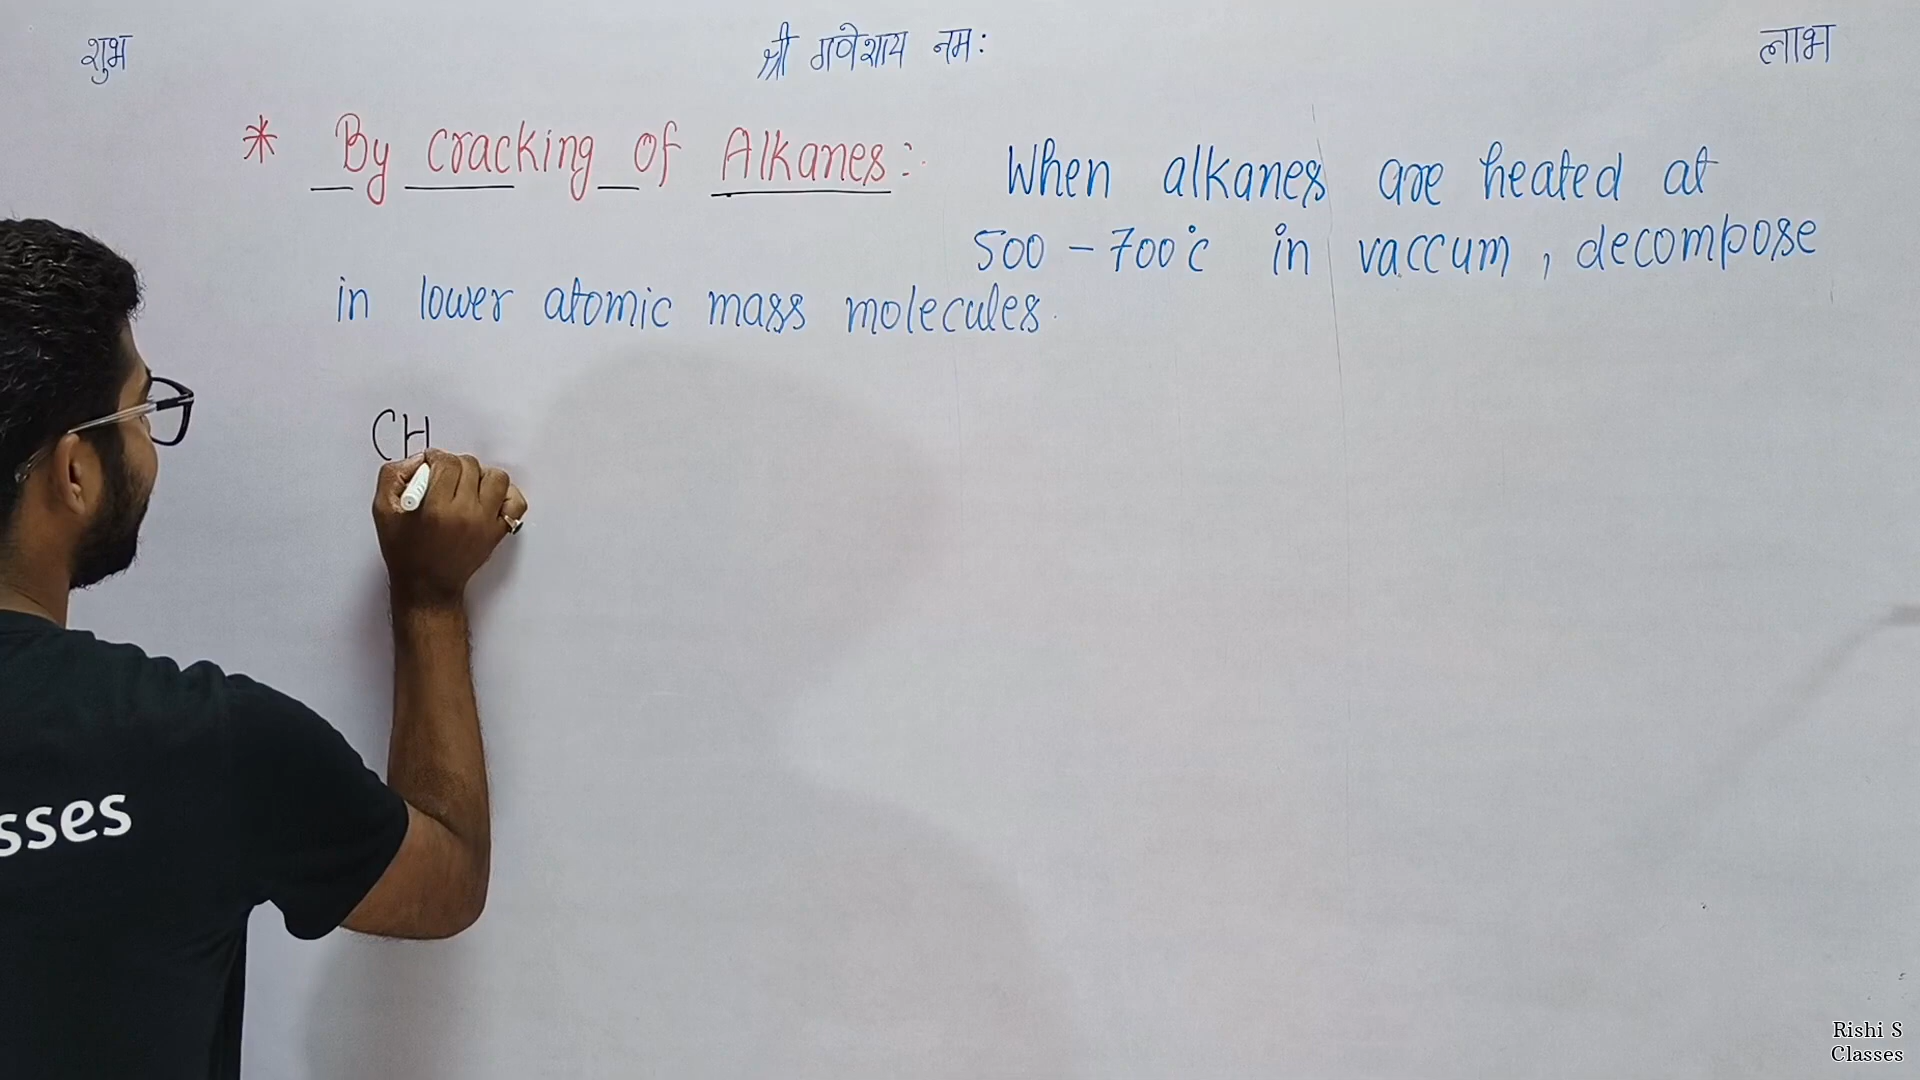 शुभ श्री गणेशाय नमः लाभ
* By cracking of Alkanes:
When alkanes are heated at
500 - 700°c in vaccum, decompose
in lower atomic mass molecules.
CH
sses
Rishi S
Classes